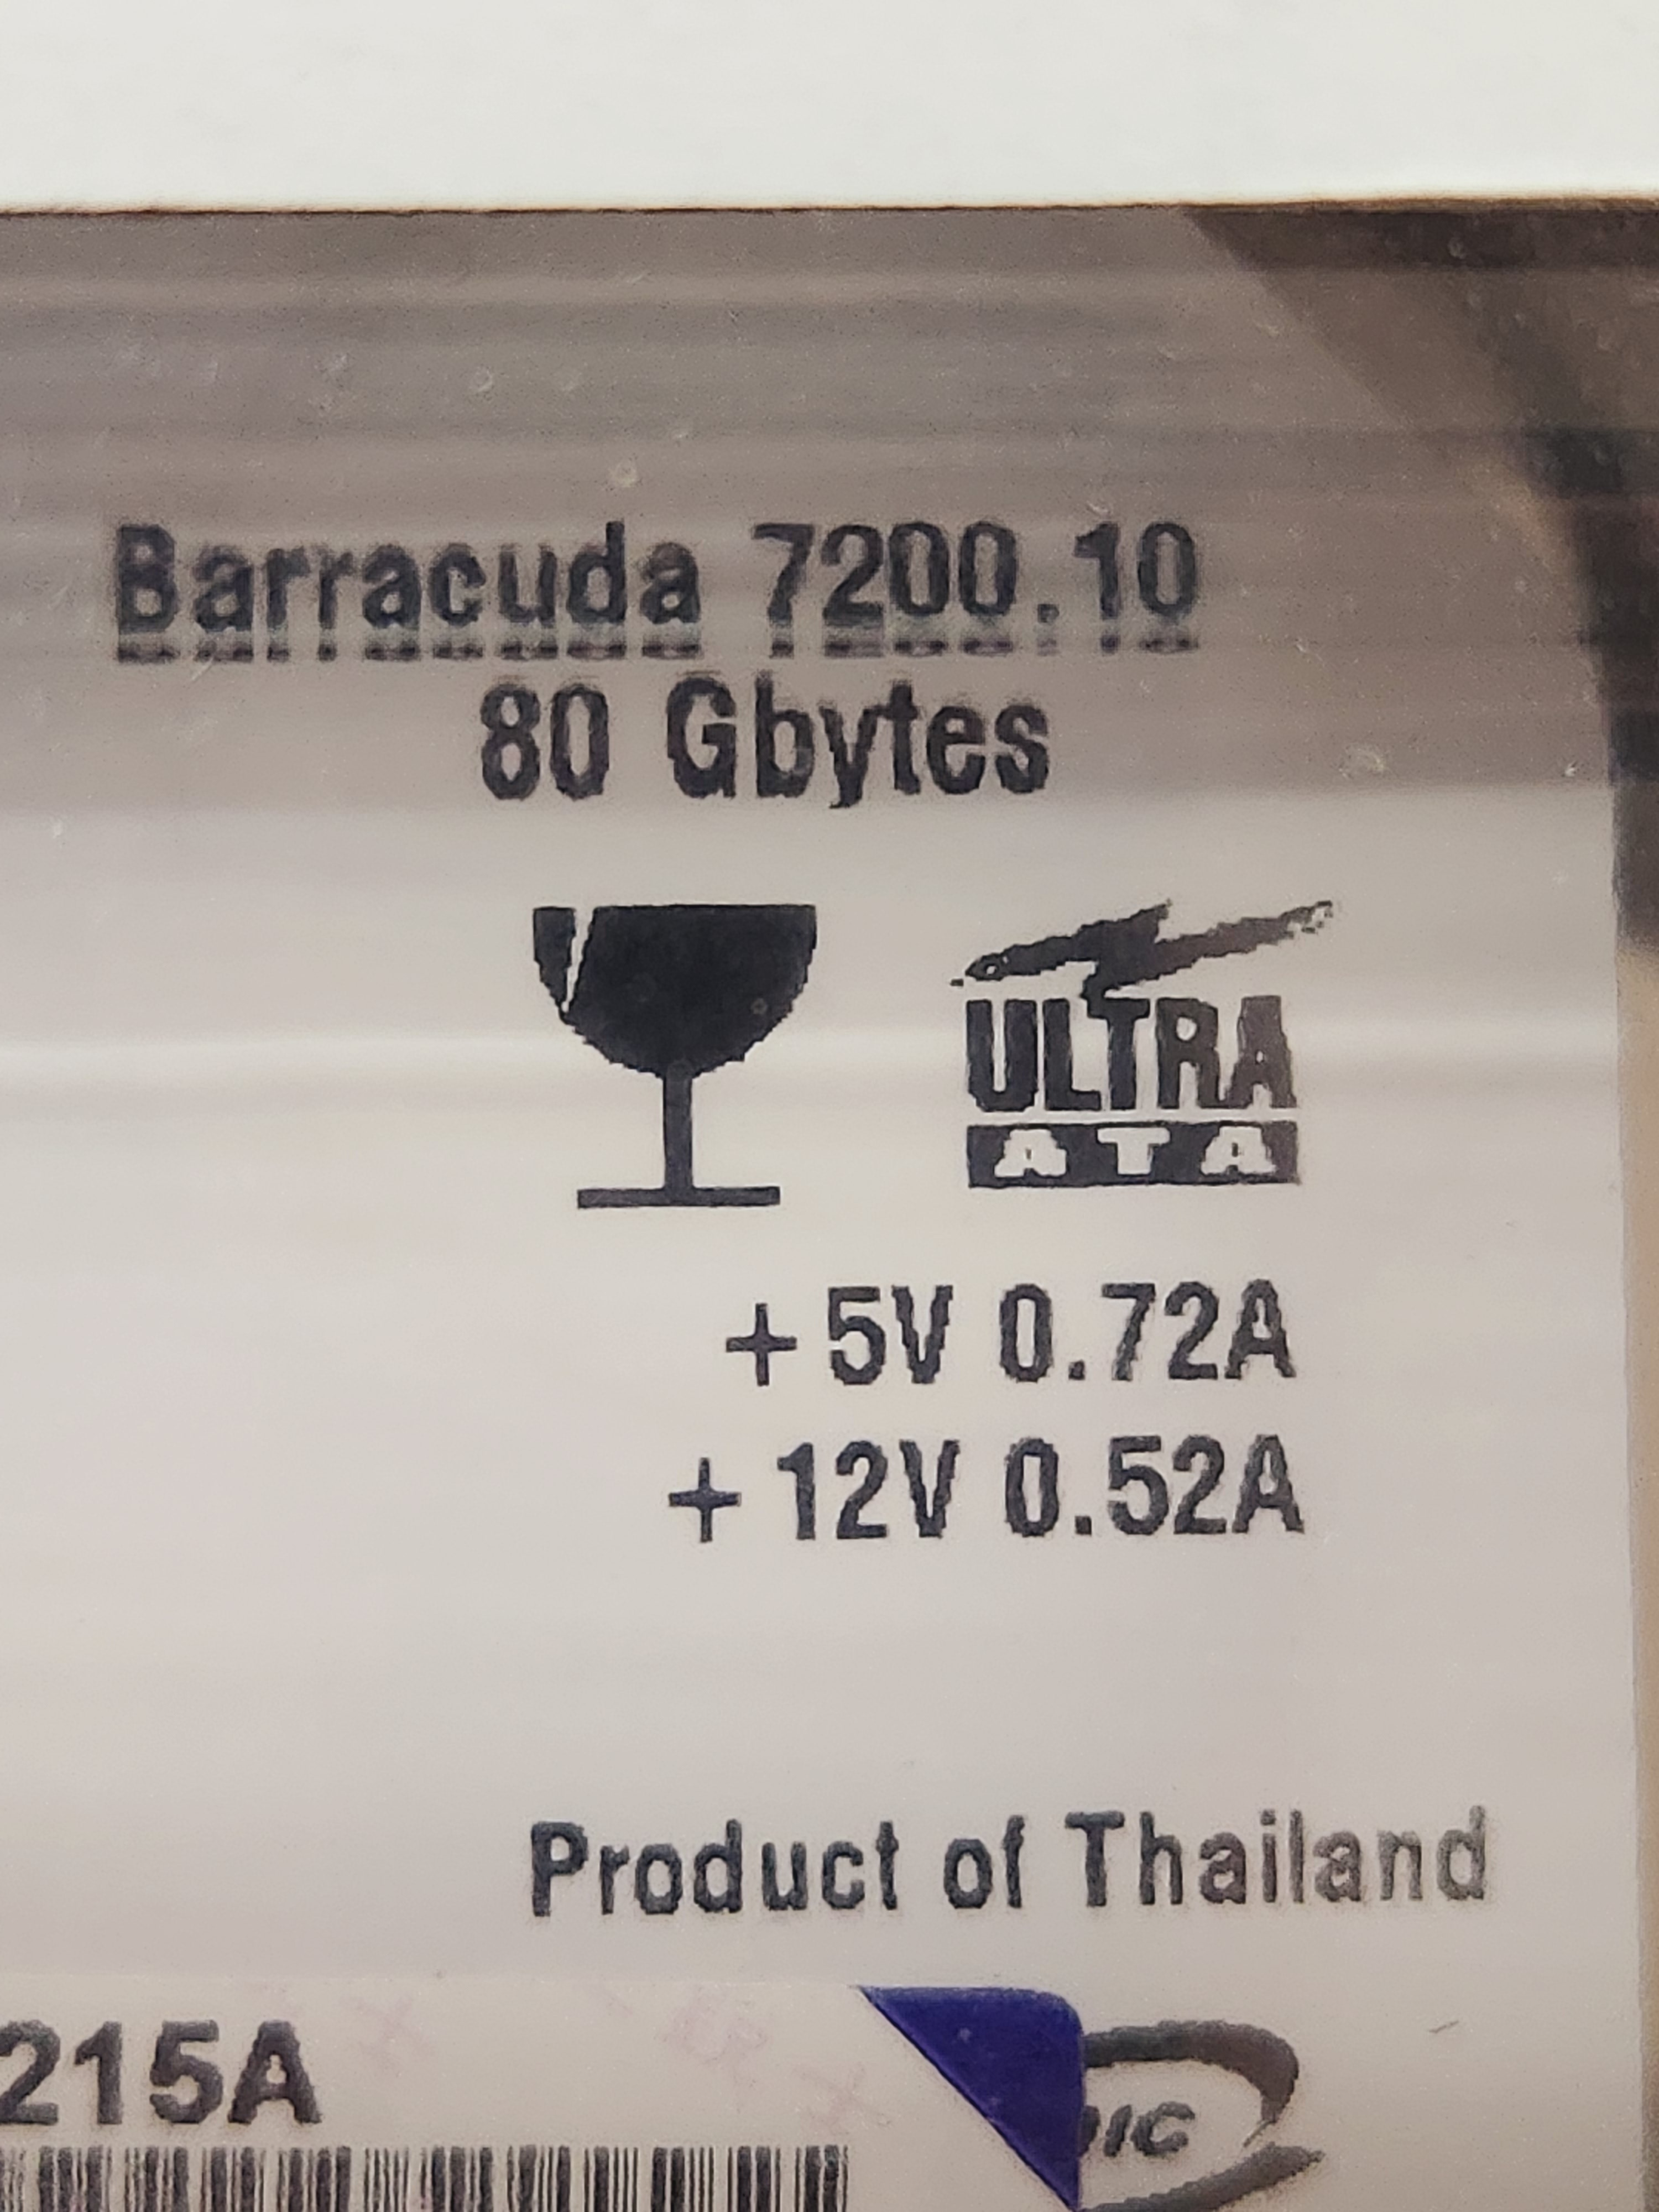 Barracuda 7200.10
80 Gbytes
ULTRA
ATA
+5V 0.72A
+12V 0.52A
Product of Thailand
215A